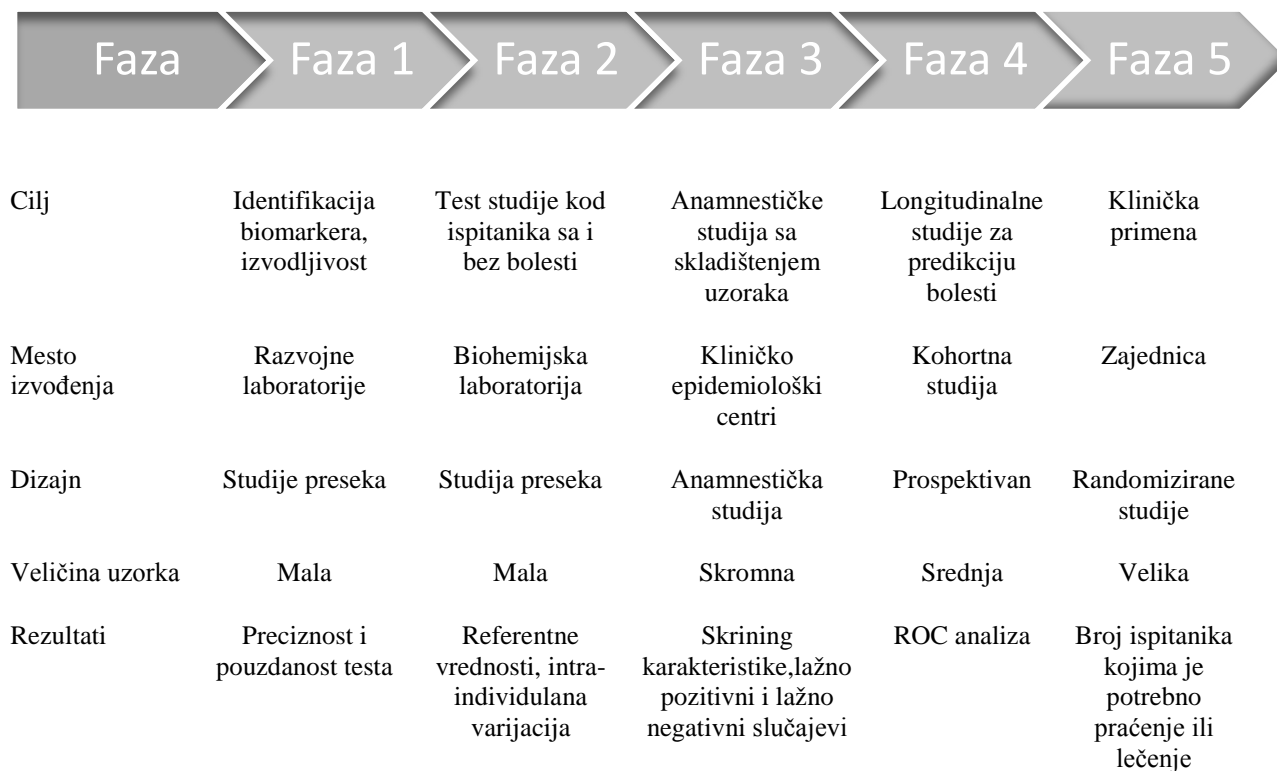 Faza Faza 1 Faza 2 Faza 3 Faza 4 Faza 5
Cilj
Identifikacija
biomarkera,
izvodljivost
Test studije kod
ispitanika sa i
bez bolesti
Anamnestičke
studija sa
skladištenjem
uzoraka
Longitudinalne
studije za
predikciju
bolesti
Klinička
primena
Mesto
izvođenja
Razvojne
laboratorije
Biohemijska
laboratorija
Kliničko
epidemiološki
centri
Kohortna
studija
Zajednica
Dizajn
Studije preseka
Studija preseka
Anamnestička
studija
Prospektivan
Randomizirane
studije
Veličina uzorka
Mala
Mala
Skromna
Srednja
Velika
Rezultati
Preciznost i
pouzdanost testa
Referentne
vrednosti, intra-
individulana
varijacija
Skrining
karakteristike,lažno
pozitivni i lažno
negativni slučajevi
ROC analiza
Broj ispitanika
kojima je
potrebno
praćenje ili
lečenje